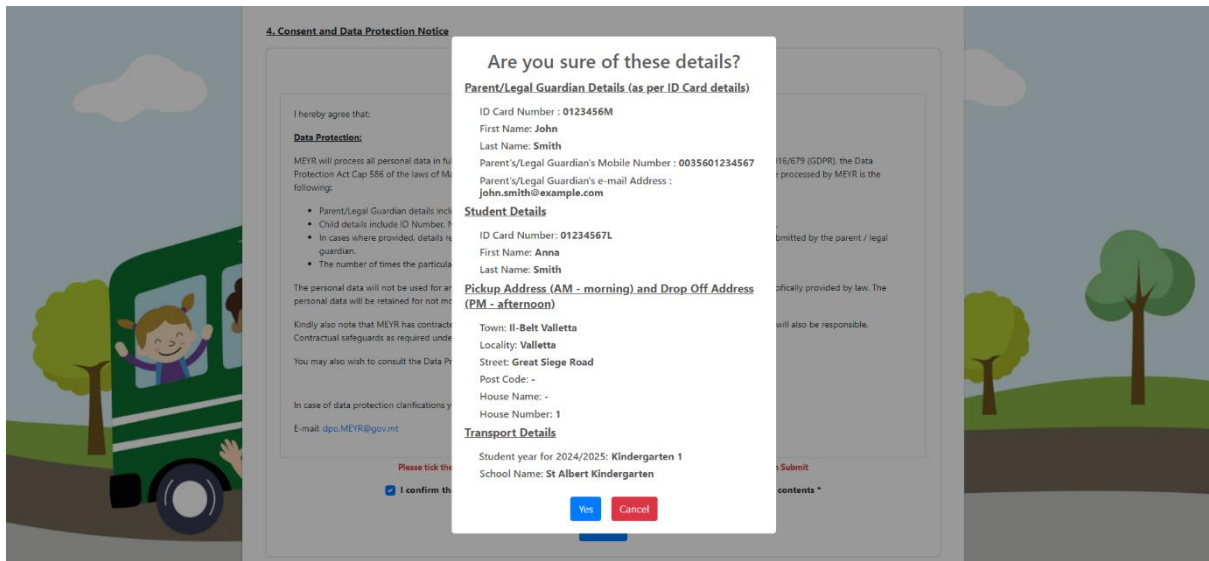 4. Consent and Data Protection Notice
Are you sure of these details?
Parent/Legal Guardian Details (as per ID Card details)
ID Card Number : 0123456M
First Name: John
Last Name: Smith
Parent's/Legal Guardian's Mobile Number : 0035601234567
Parent's/Legal Guardian's e-mail Address :
john.smith@example.com
Student Details
ID Card Number: 01234567L
First Name: Anna
Last Name: Smith
Pickup Address (AM - morning) and Drop Off Address
(PM - afternoon)
Town: Il-Belt Valletta
Locality: Valletta
Street: Great Siege Road
Post Code: -
House Name: -
House Number: 1
Transport Details
Student year for 2024/2025: Kindergarten 1
School Name: St Albert Kindergarten
Yes Cancel
I hereby agree that:
Data Protection:
MEYR will process all personal data in 16/679 (GDPR), the Data
Protection Act Cap 586 of the laws of processed by MEYR is the
following:
Parent/Legal Guardian details
Child details include ID Number,
In cases where provided, details submitted by the parent / legal
guardian.
The number of times the
The personal data will not be used for provided by law. The
personal data will be retained for not
Kindly also note that MEYR has will also be responsible.
Contractual safeguards as required
You may also wish to consult the Data
In case of data protection clarifications
E-mail: dpo.MEYR@gov.mt
Please tick Submit
I confirm contents *